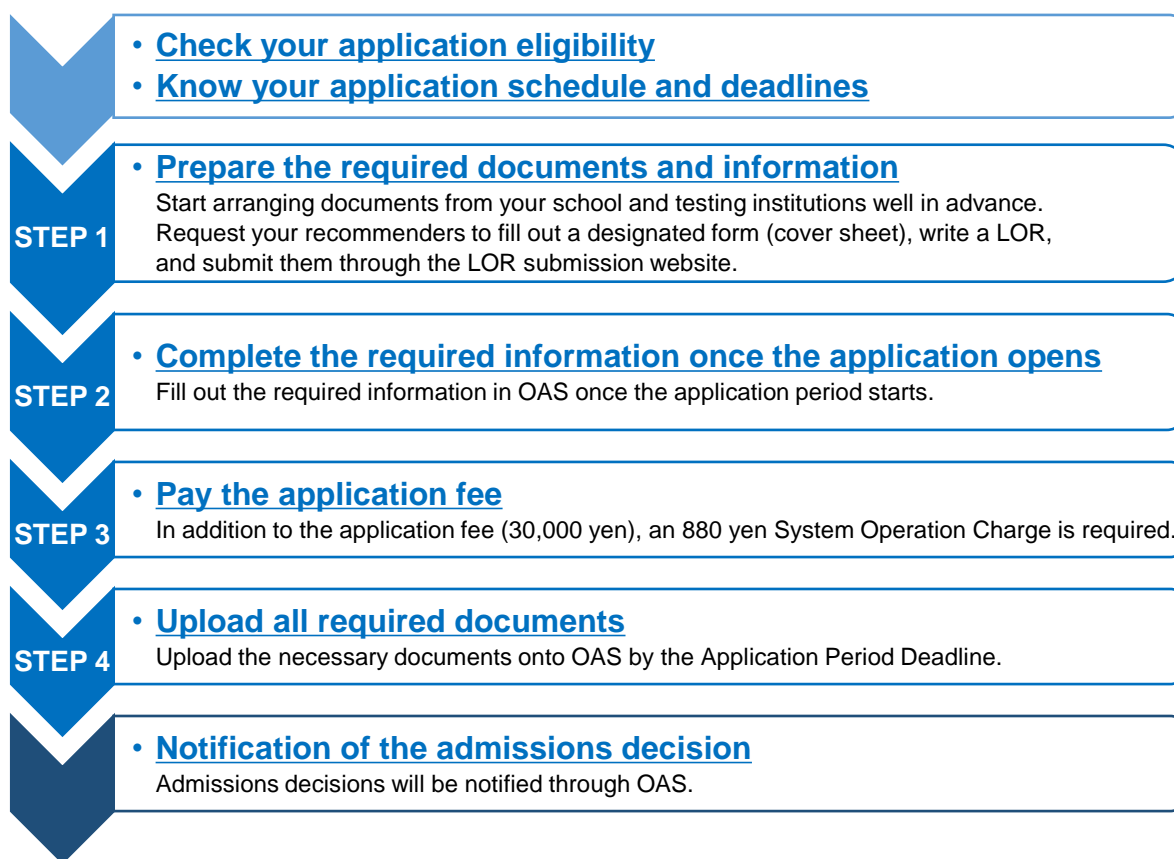 • Check your application eligibility
• Know your application schedule and deadlines
STEP 1
• Prepare the required documents and information
Start arranging documents from your school and testing institutions well in advance.
Request your recommenders to fill out a designated form (cover sheet), write a LOR,
and submit them through the LOR submission website.
STEP 2
• Complete the required information once the application opens
Fill out the required information in OAS once the application period starts.
STEP 3
• Pay the application fee
In addition to the application fee (30,000 yen), an 880 yen System Operation Charge is required.
STEP 4
• Upload all required documents
Upload the necessary documents onto OAS by the Application Period Deadline.
• Notification of the admissions decision
Admissions decisions will be notified through OAS.